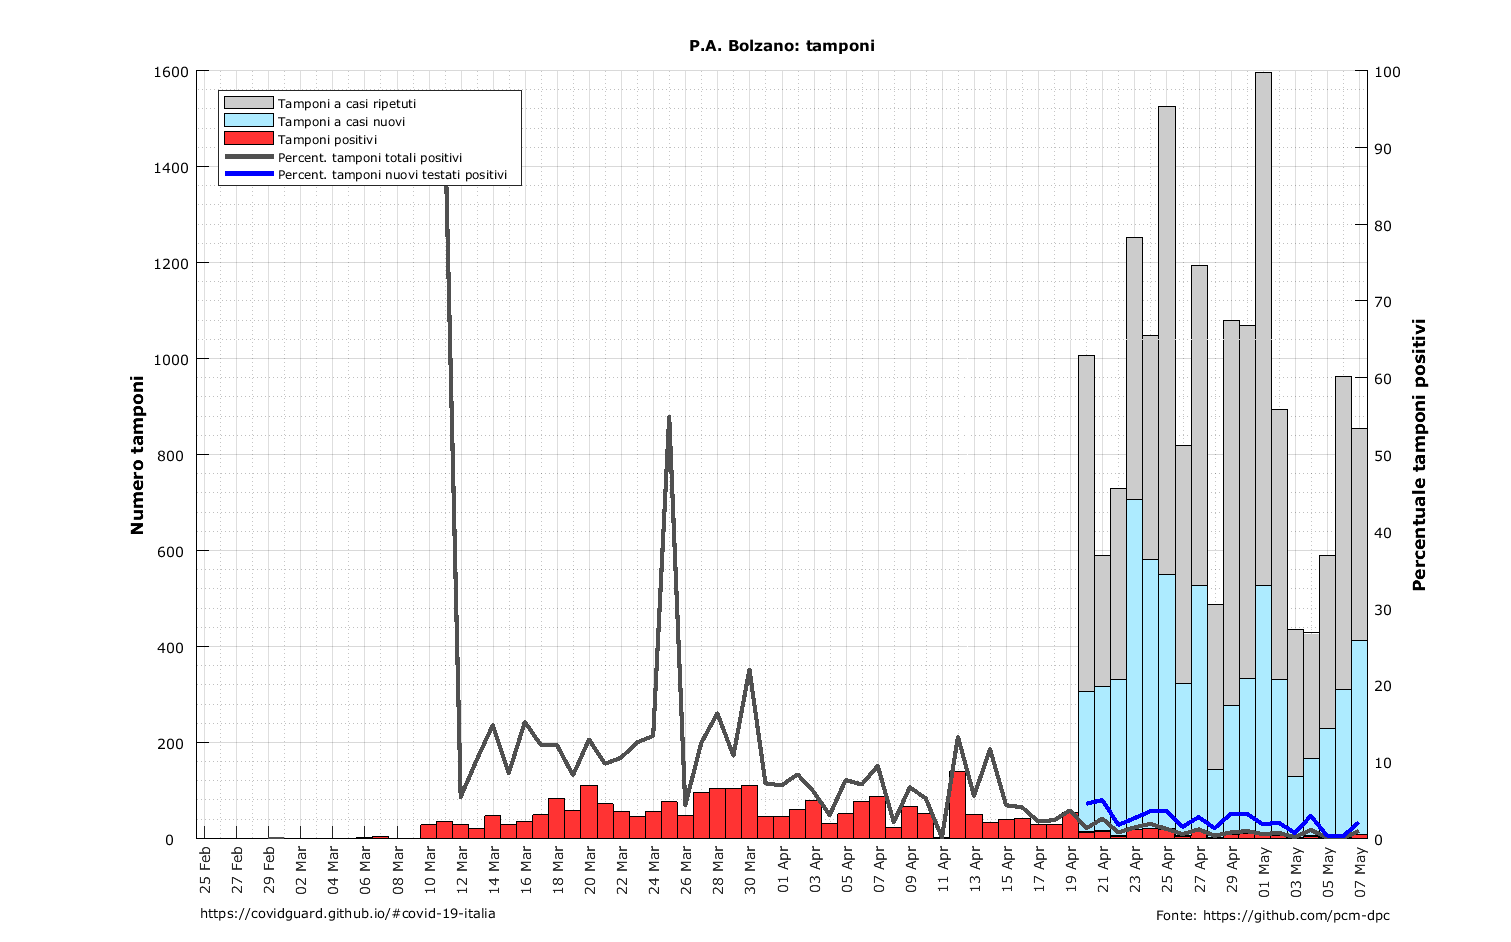 P.A. Bolzano: tamponi
1600
1400
1200
1000
800
600
400
200
0
Numero tamponi
Tamponi a casi ripetuti
Tamponi a casi nuovi
Tamponi positivi
Percent. tamponi totali positivi
Percent. tamponi nuovi testati positivi
100
90
80
70
60
50
40
30
20
10
0
Percentuale tamponi positivi
25 Feb
27 Feb
29 Feb
02 Mar
04 Mar
06 Mar
08 Mar
10 Mar
12 Mar
14 Mar
16 Mar
18 Mar
20 Mar
22 Mar
24 Mar
26 Mar
28 Mar
30 Mar
01 Apr
03 Apr
05 Apr
07 Apr
09 Apr
11 Apr
13 Apr
15 Apr
17 Apr
19 Apr
21 Apr
23 Apr
25 Apr
27 Apr
29 Apr
01 May
03 May
05 May
07 May
https://covidguard.github.io/#covid-19-italia
Fonte: https://github.com/pcm-dpc